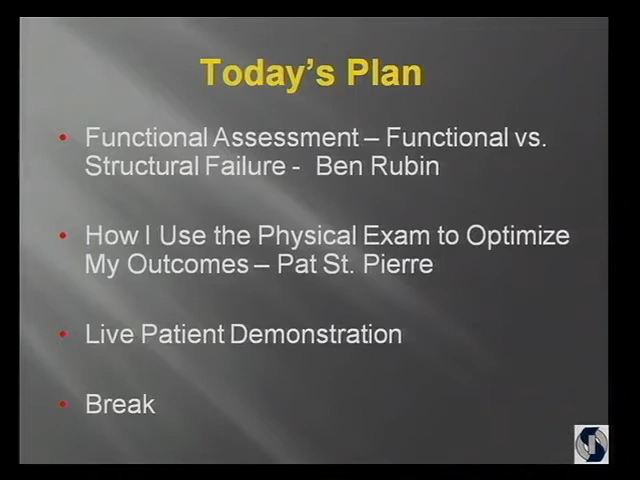 Today's Plan
• Functional Assessment – Functional vs.
Structural Failure - Ben Rubin
• How I Use the Physical Exam to Optimize
My Outcomes – Pat St. Pierre
• Live Patient Demonstration
• Break